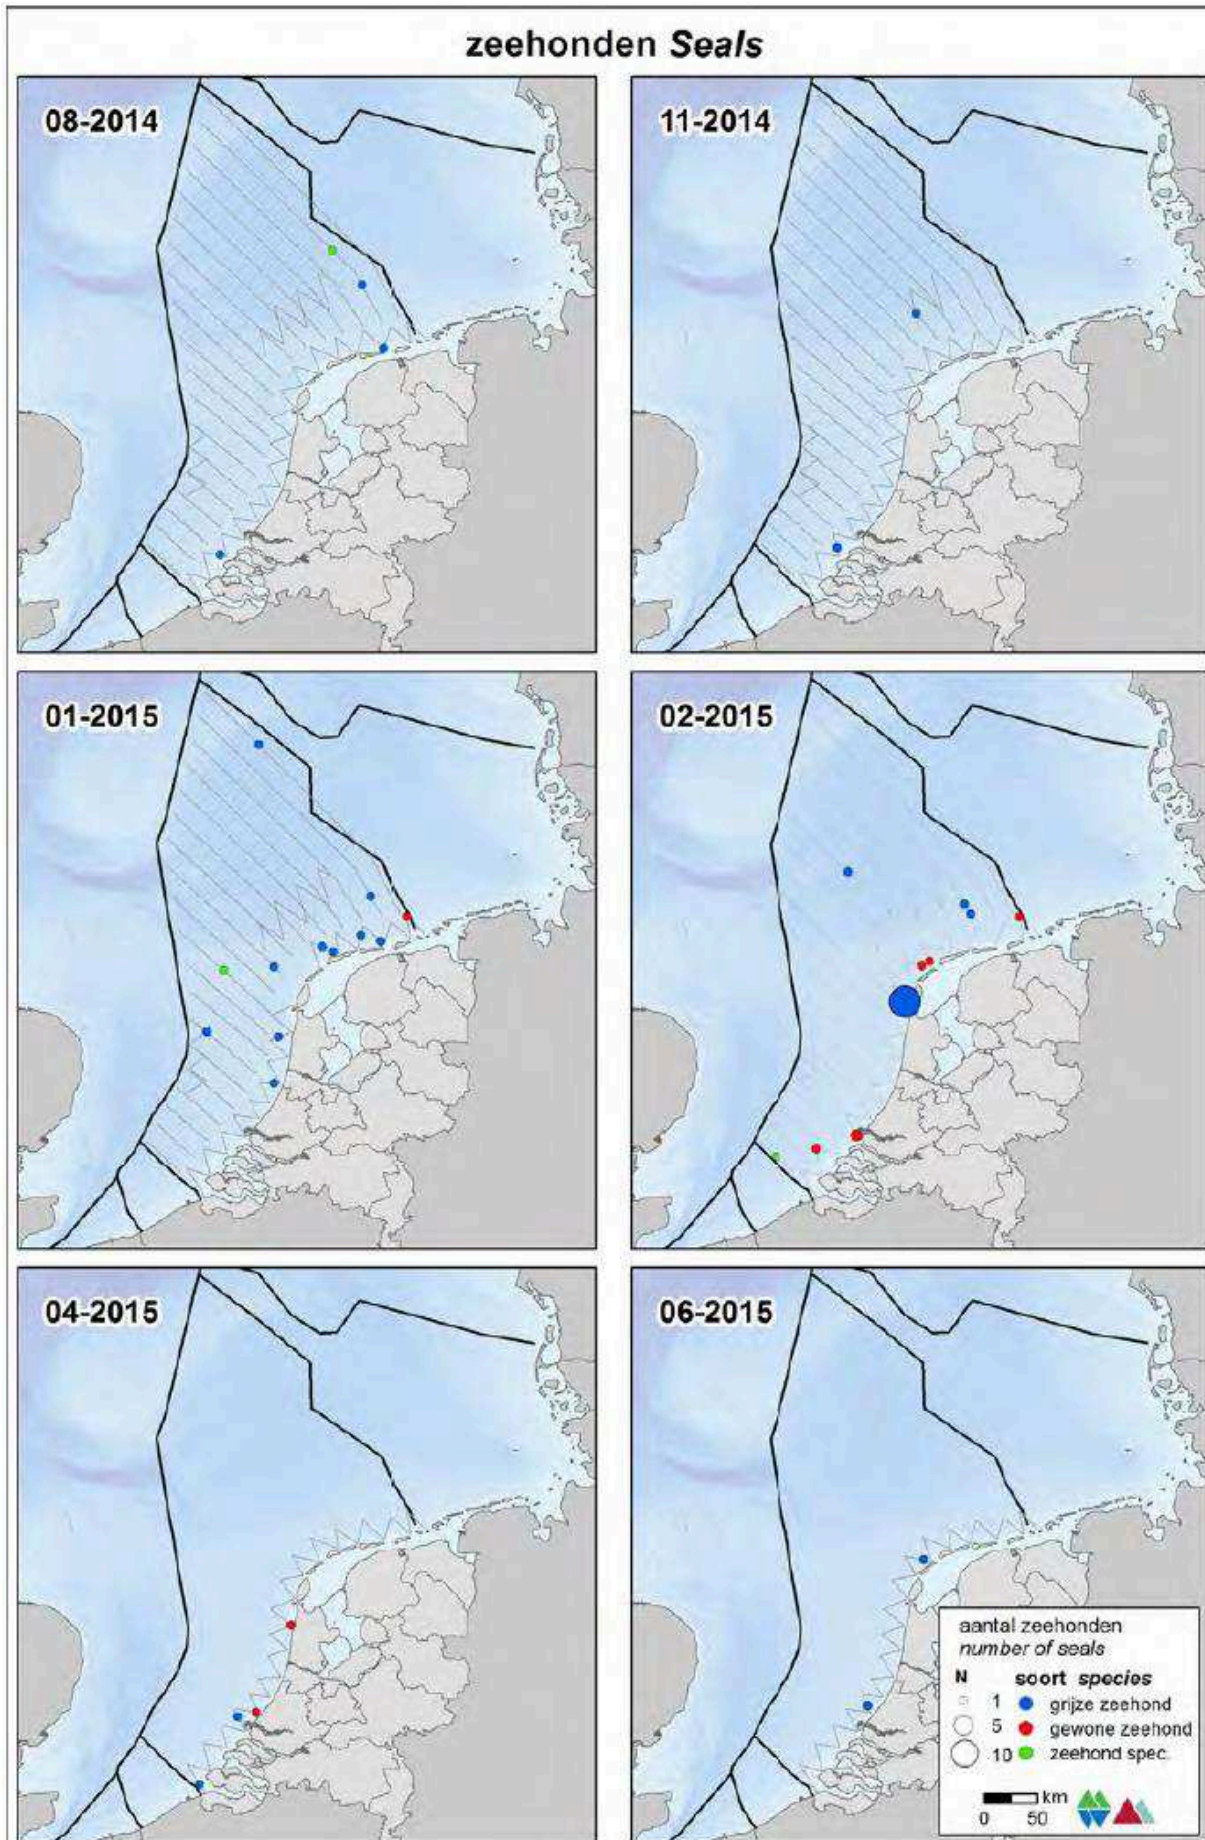 zeehonden Seals
08-2014
11-2014
01-2015
02-2015
04-2015
06-2015
aantal zeehonden
number of seals
N soort species
1 grijze zeehond
5 gewone zeehond
10 zeehond spec.
km
0 50